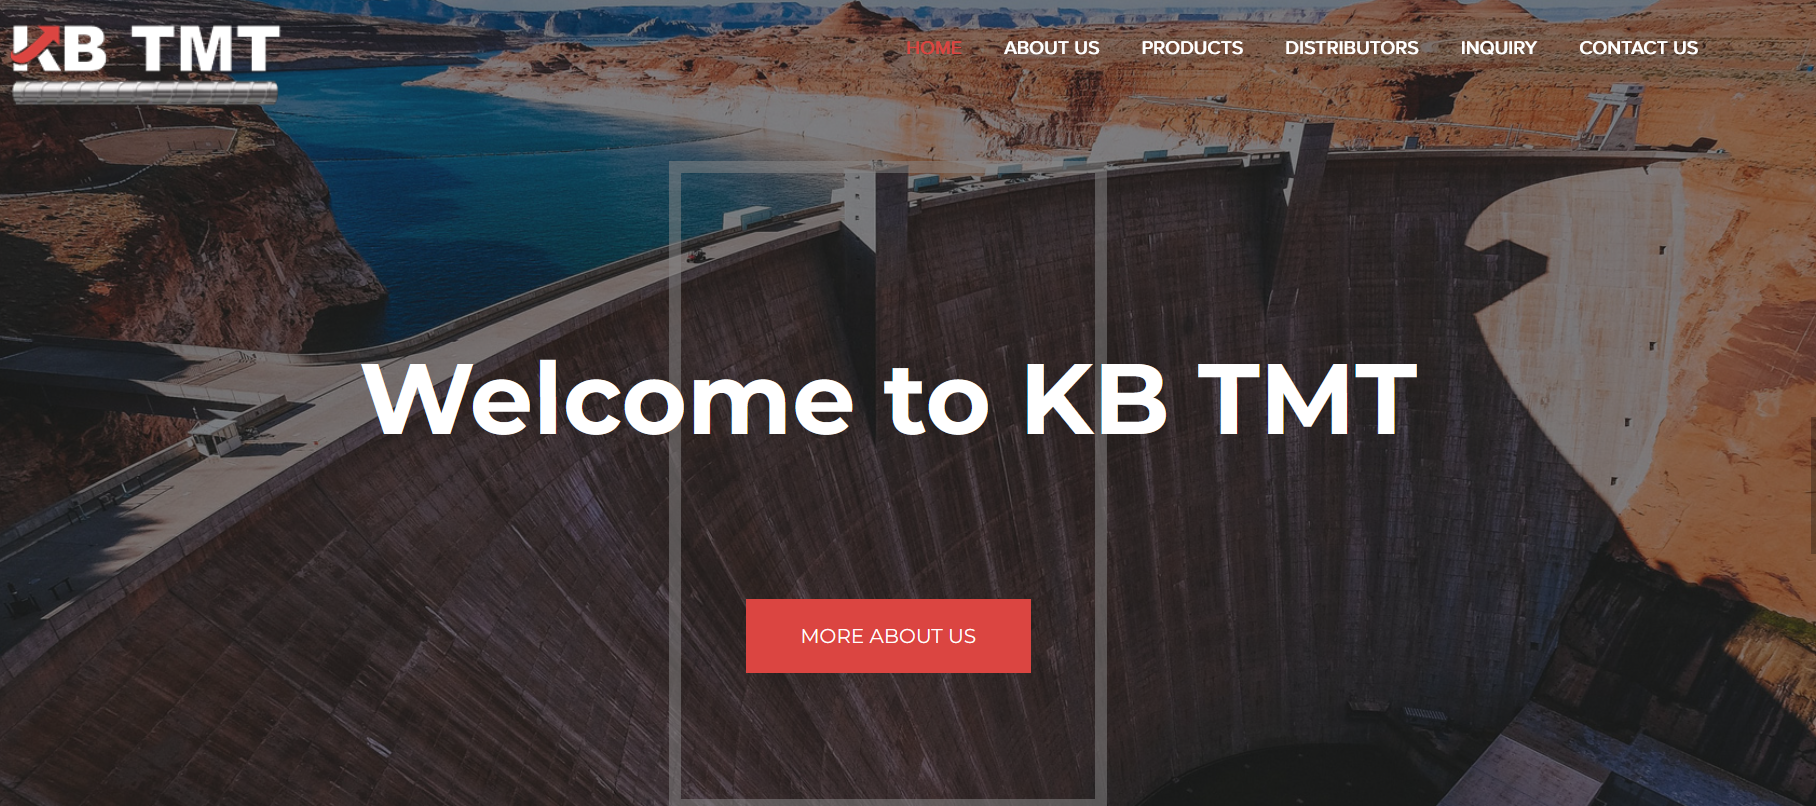 KB TMT
HOME ABOUT US PRODUCTS DISTRIBUTORS INQUIRY CONTACT US
Welcome to KB TMT
MORE ABOUT US